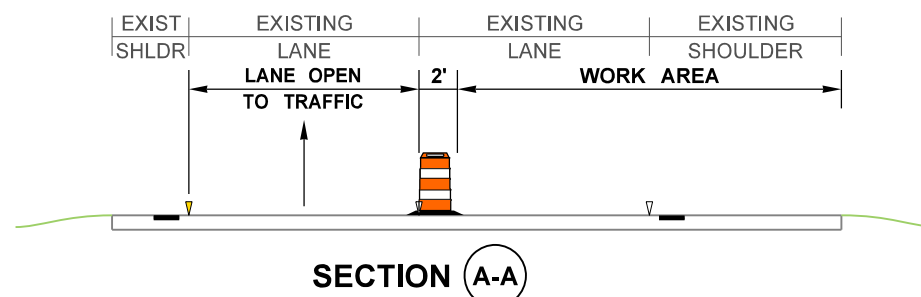 EXIST EXISTING EXISTING EXISTING
SHLDR LANE LANE SHOULDER
LANE OPEN 2' WORK AREA
TO TRAFFIC
SECTION A-A